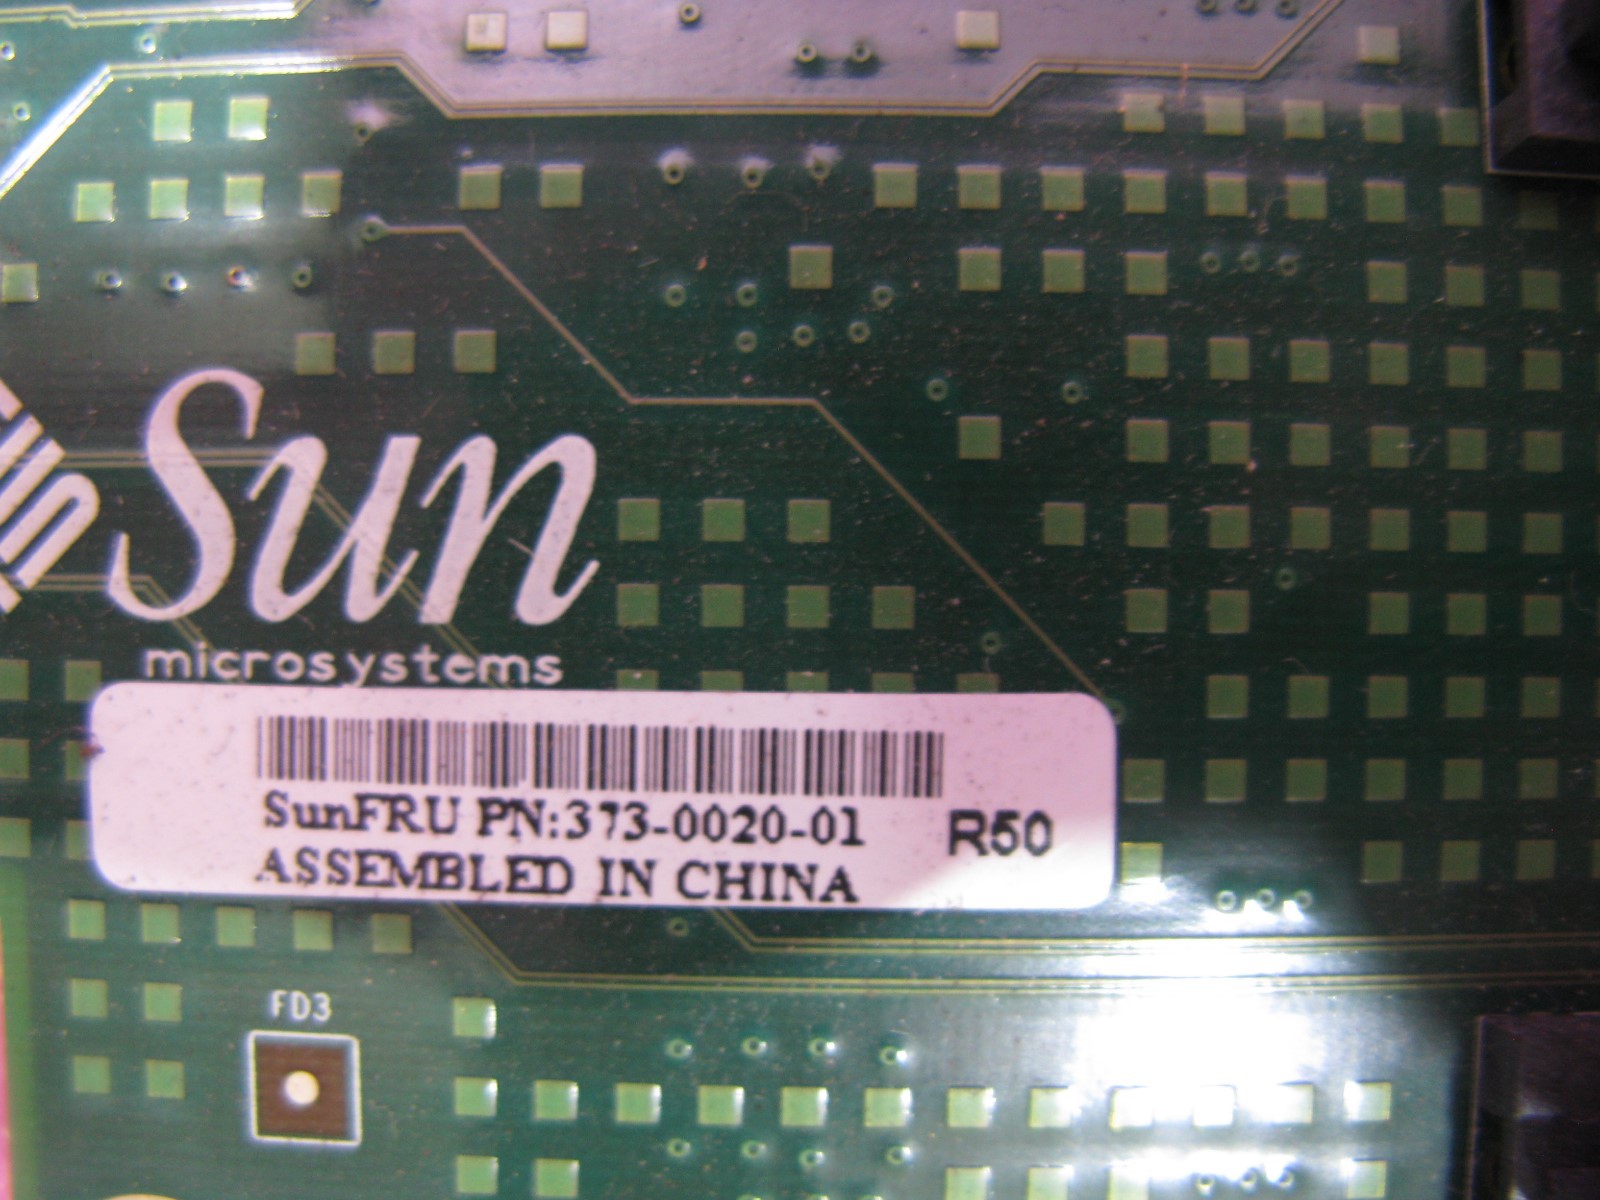 Sun
microsystems
SunFRU PN:373-0020-01
R50
ASSEMBLED IN CHINA
FD3